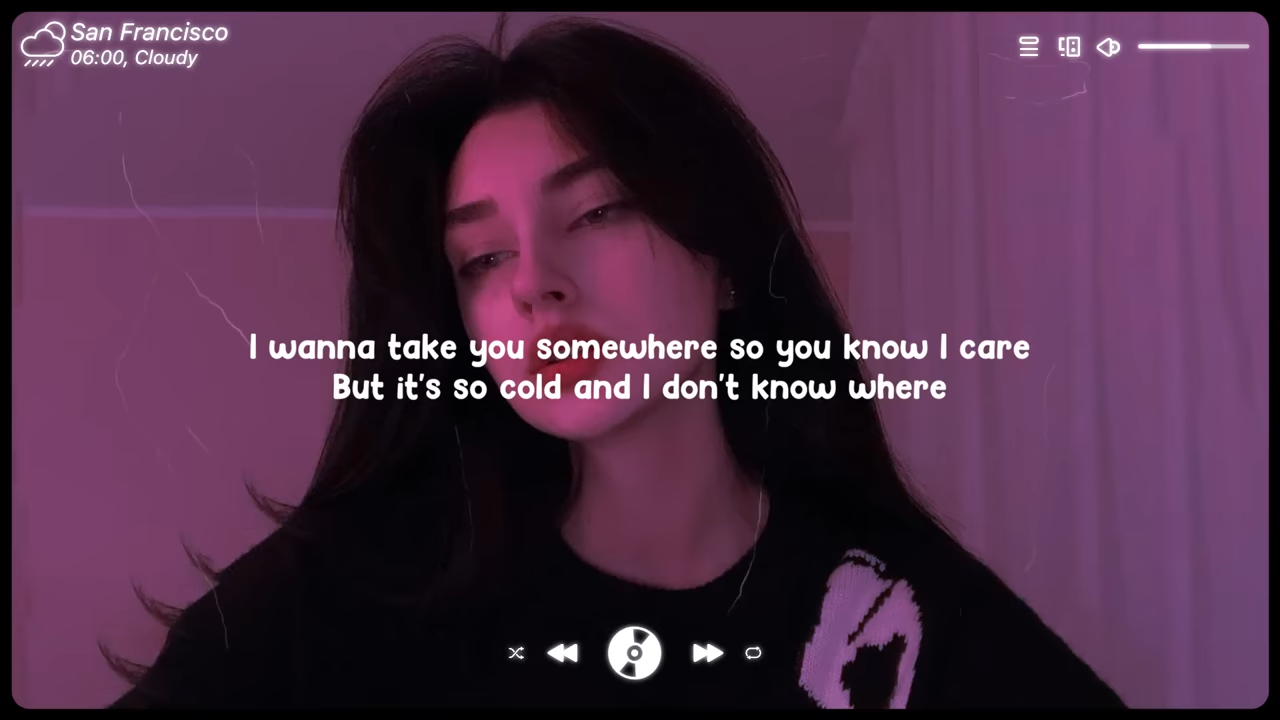 San Francisco
06:00, Cloudy
I wanna take you somewhere so you know I care
But it's so cold and I don't know where